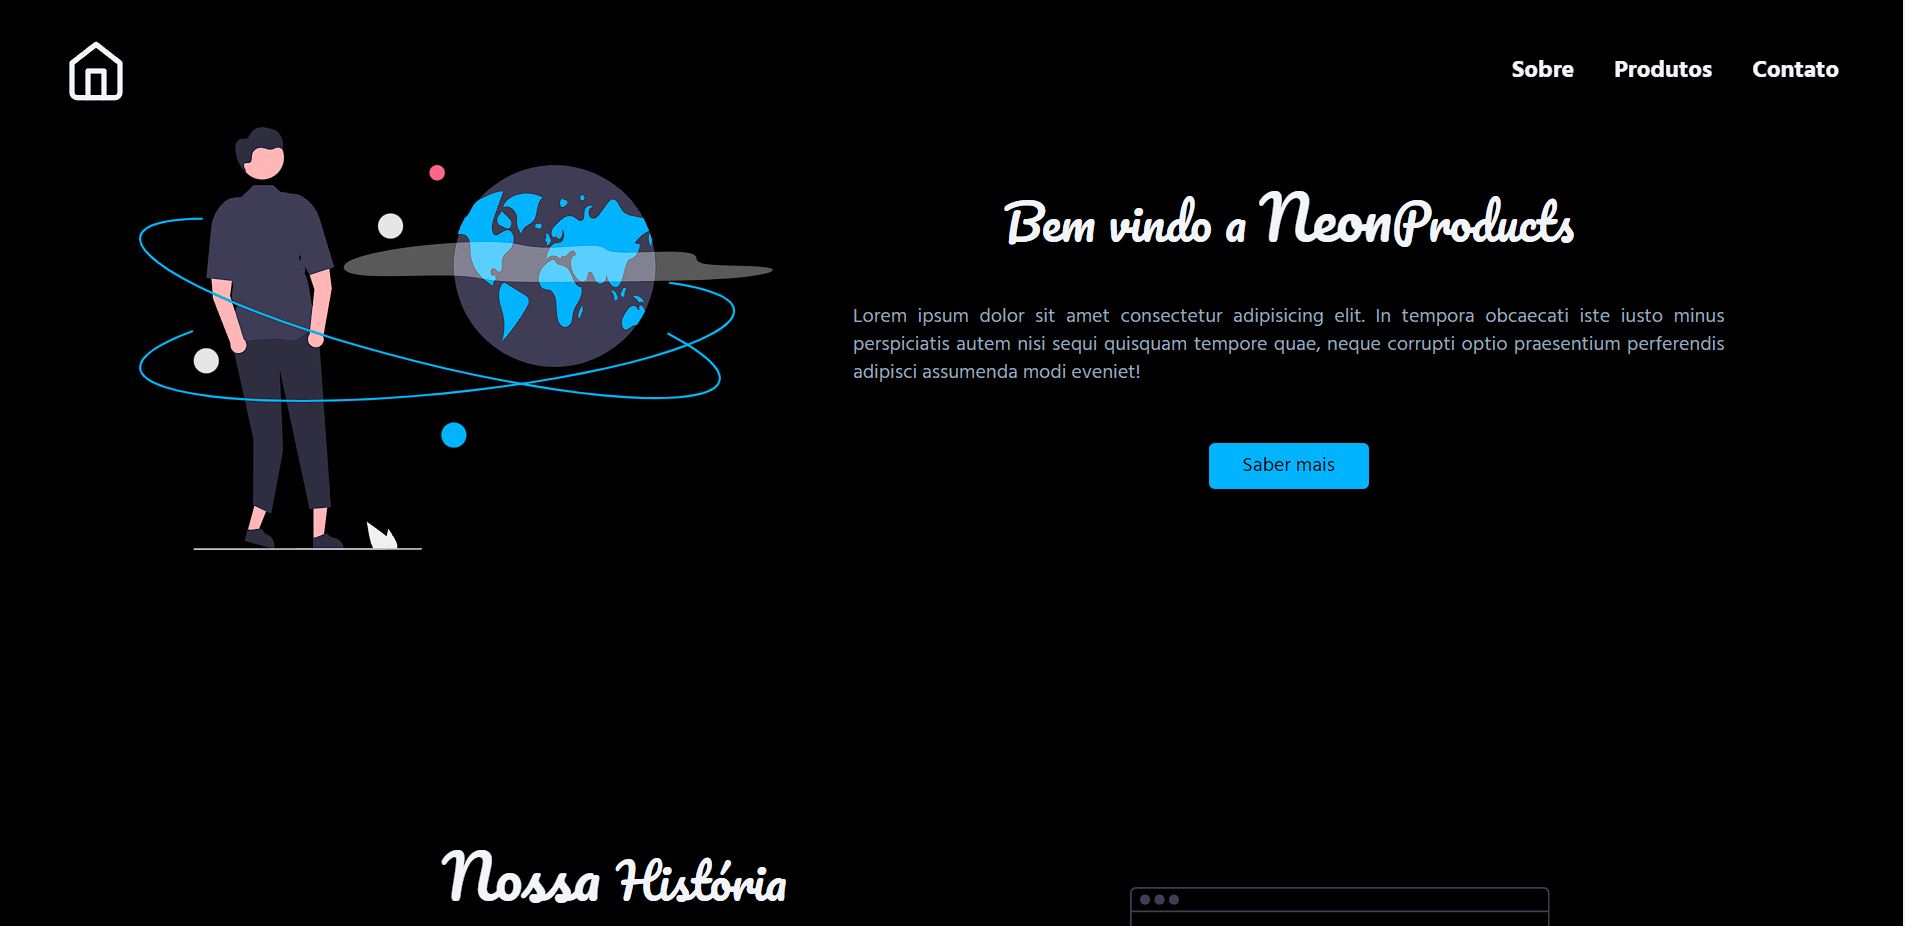 Sobre Produtos Contato
Bem vindo a NeonProducts
Lorem ipsum dolor sit amet consectetur adipisicing elit. In tempora obcaecati iste iusto minus
perspiciatis autem nisi sequi quisquam tempore quae, neque corrupti optio praesentium perferendis
adipisci assumenda modi eveniet!
Saber mais
Nossa História